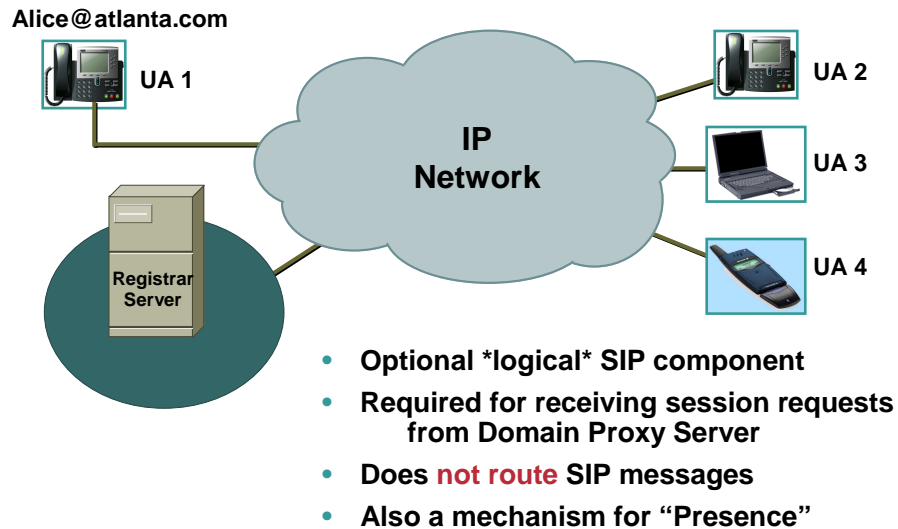 Alice@atlanta.com
UA 1
UA 2
IP
Network
UA 3
Registrar
Server
UA 4
• Optional *logical* SIP component
• Required for receiving session requests
from Domain Proxy Server
• Does not route SIP messages
• Also a mechanism for “Presence”